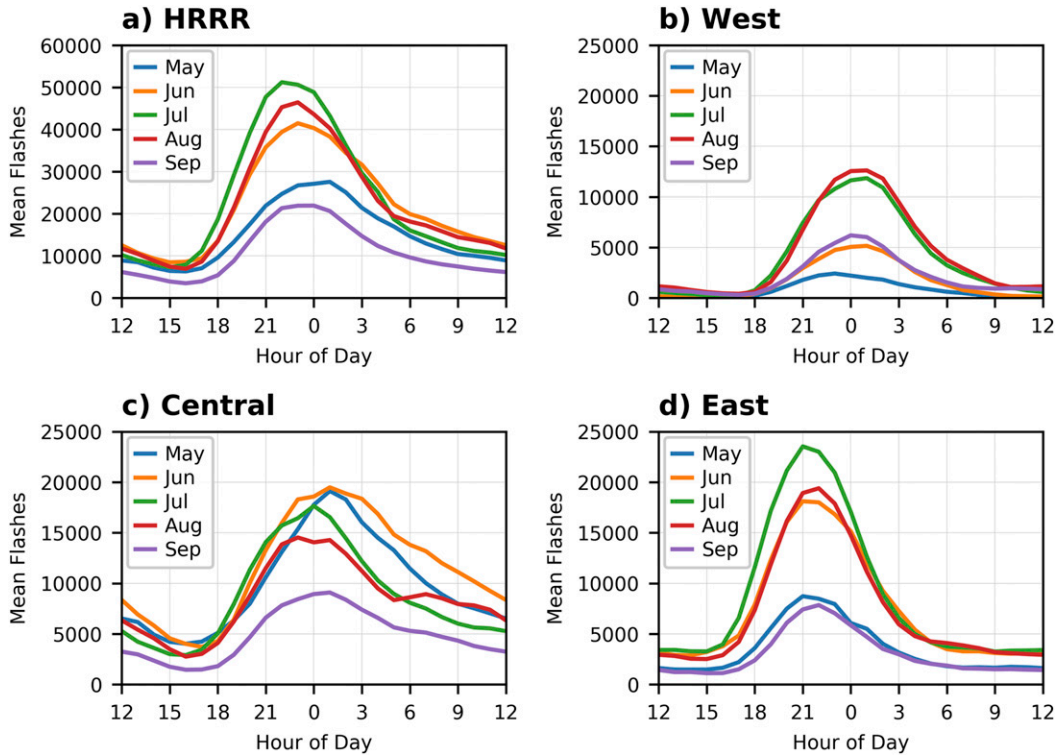 a) HRRR
60000
50000
40000
30000
20000
10000
0
Mean Flashes
May
Jun
Jul
Aug
Sep
12 15 18 21 0 3 6 9 12
Hour of Day
b) West
25000
20000
15000
10000
5000
0
Mean Flashes
May
Jun
Jul
Aug
Sep
12 15 18 21 0 3 6 9 12
Hour of Day
c) Central
25000
20000
15000
10000
5000
0
Mean Flashes
May
Jun
Jul
Aug
Sep
12 15 18 21 0 3 6 9 12
Hour of Day
d) East
25000
20000
15000
10000
5000
0
Mean Flashes
May
Jun
Jul
Aug
Sep
12 15 18 21 0 3 6 9 12
Hour of Day